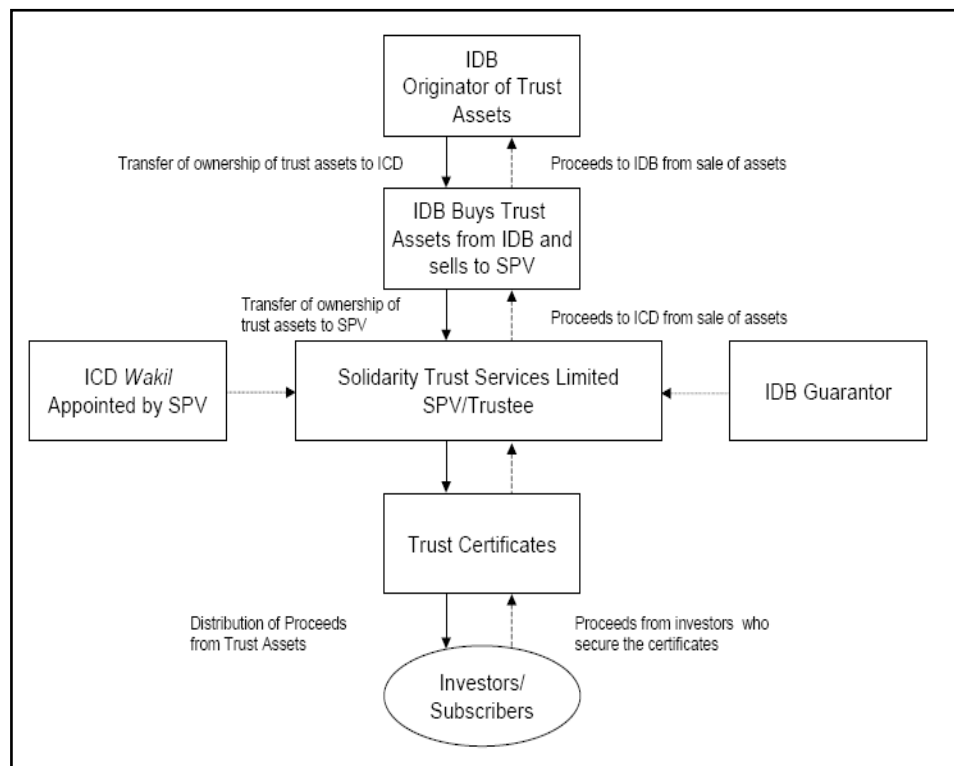 IDB
Originator of Trust
Assets
Transfer of ownership of trust assets to ICD
Proceeds to IDB from sale of assets
IDB Buys Trust
Assets from IDB and
sells to SPV
Transfer of ownership of
trust assets to SPV
Proceeds to ICD from sale of assets
ICD Wakil
Appointed by SPV
Solidarity Trust Services Limited
SPV/Trustee
IDB Guarantor
Trust Certificates
Distribution of Proceeds
from Trust Assets
Proceeds from investors who
secure the certificates
Investors/
Subscribers